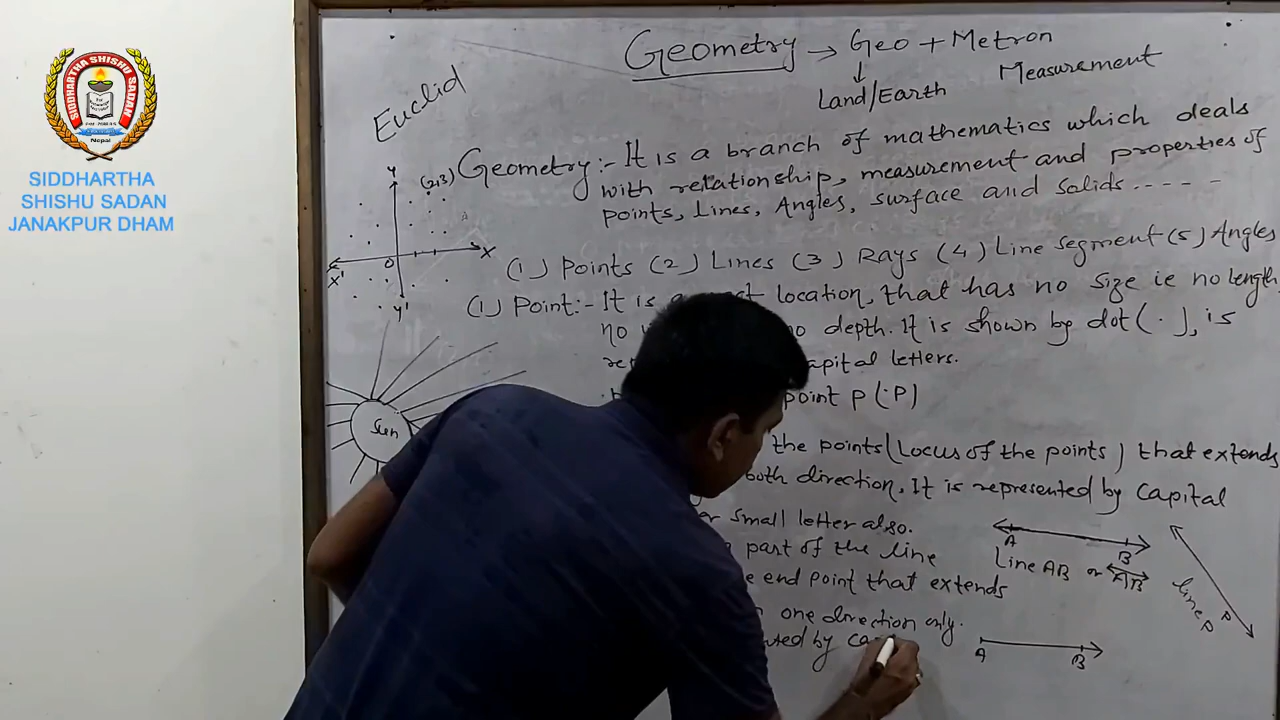 SIDDHARTHA SHISHU SADAN
Nepal
SIDDHARTHA
SHISHU SADAN
JANAKPUR DHAM
Euclid
Geometry → Geo + Metron
Land/Earth
Measurement
Geometry:- It is a branch of mathematics which deals
with relationship, measurement and properties of
points, Lines, Angles, surface and solids.....
Y
(2,3)
X'
O
X
Y'
(1) Points (2) Lines (3) Rays (4) Line segment (5) Angles
(1) Point:- It is a location, that has no size ie no length,
no no depth. It is shown by dot (.), is
capital letters.
point P (.P)
Sun
the points (Locus of the points) that extends
both direction. It is represented by Capital
or small letter also.
part of the line
end point that extends
one direction only.
by
A
B
Line AB or AB
line P
P
A
B